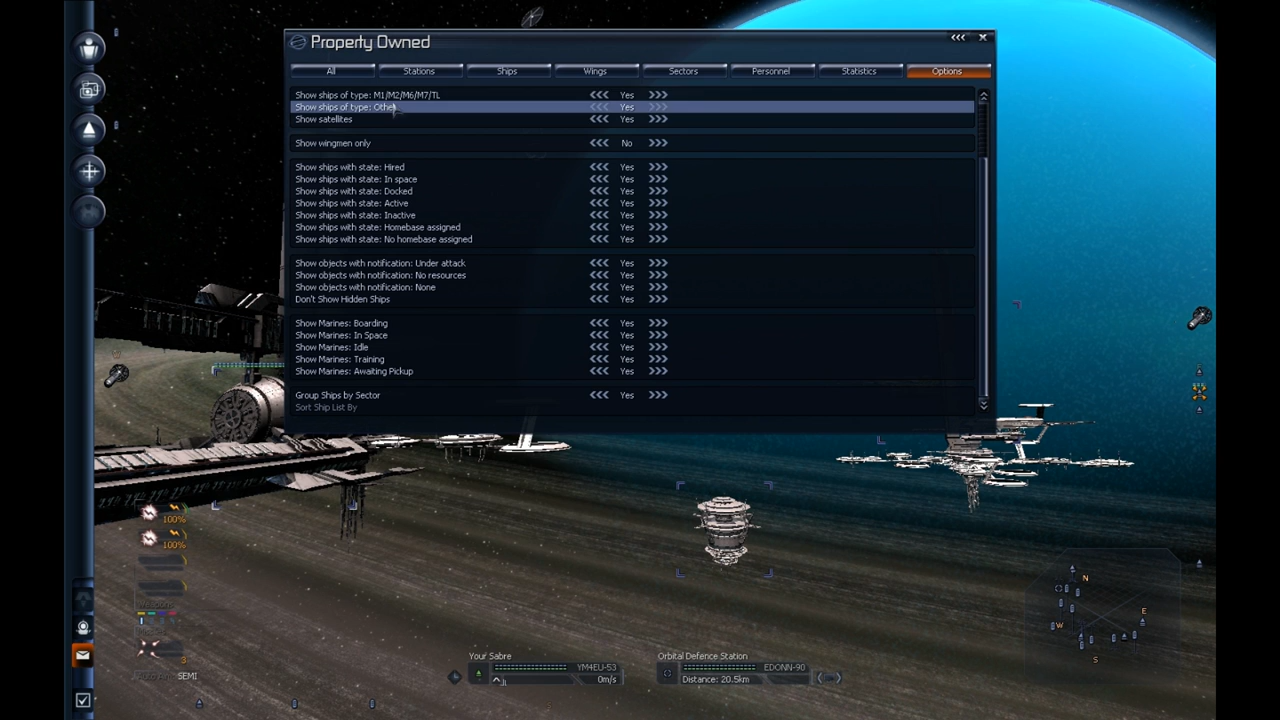 Property Owned
All Stations Ships Wings Sectors Personnel Statistics Options
Show ships of type: M1/M2/M6/M7/TL Yes
Show ships of type: Other Yes
Show satellites Yes
Show wingmen only No
Show ships with state: Hired Yes
Show ships with state: In space Yes
Show ships with state: Docked Yes
Show ships with state: Active Yes
Show ships with state: Inactive Yes
Show ships with state: Homebase assigned Yes
Show ships with state: No homebase assigned Yes
Show objects with notification: Under attack Yes
Show objects with notification: No resources Yes
Show objects with notification: None Yes
Don't Show Hidden Ships Yes
Show Marines: Boarding Yes
Show Marines: In Space Yes
Show Marines: Idle Yes
Show Marines: Training Yes
Show Marines: Awaiting Pickup Yes
Group Ships by Sector Yes
Sort Ship List By
100%
100%
Missions
3
SEMI
Your Sabre
YM4EU-53
0m/s
Orbital Defence Station
EDONN-90
Distance: 20.5km
N
E
W
S